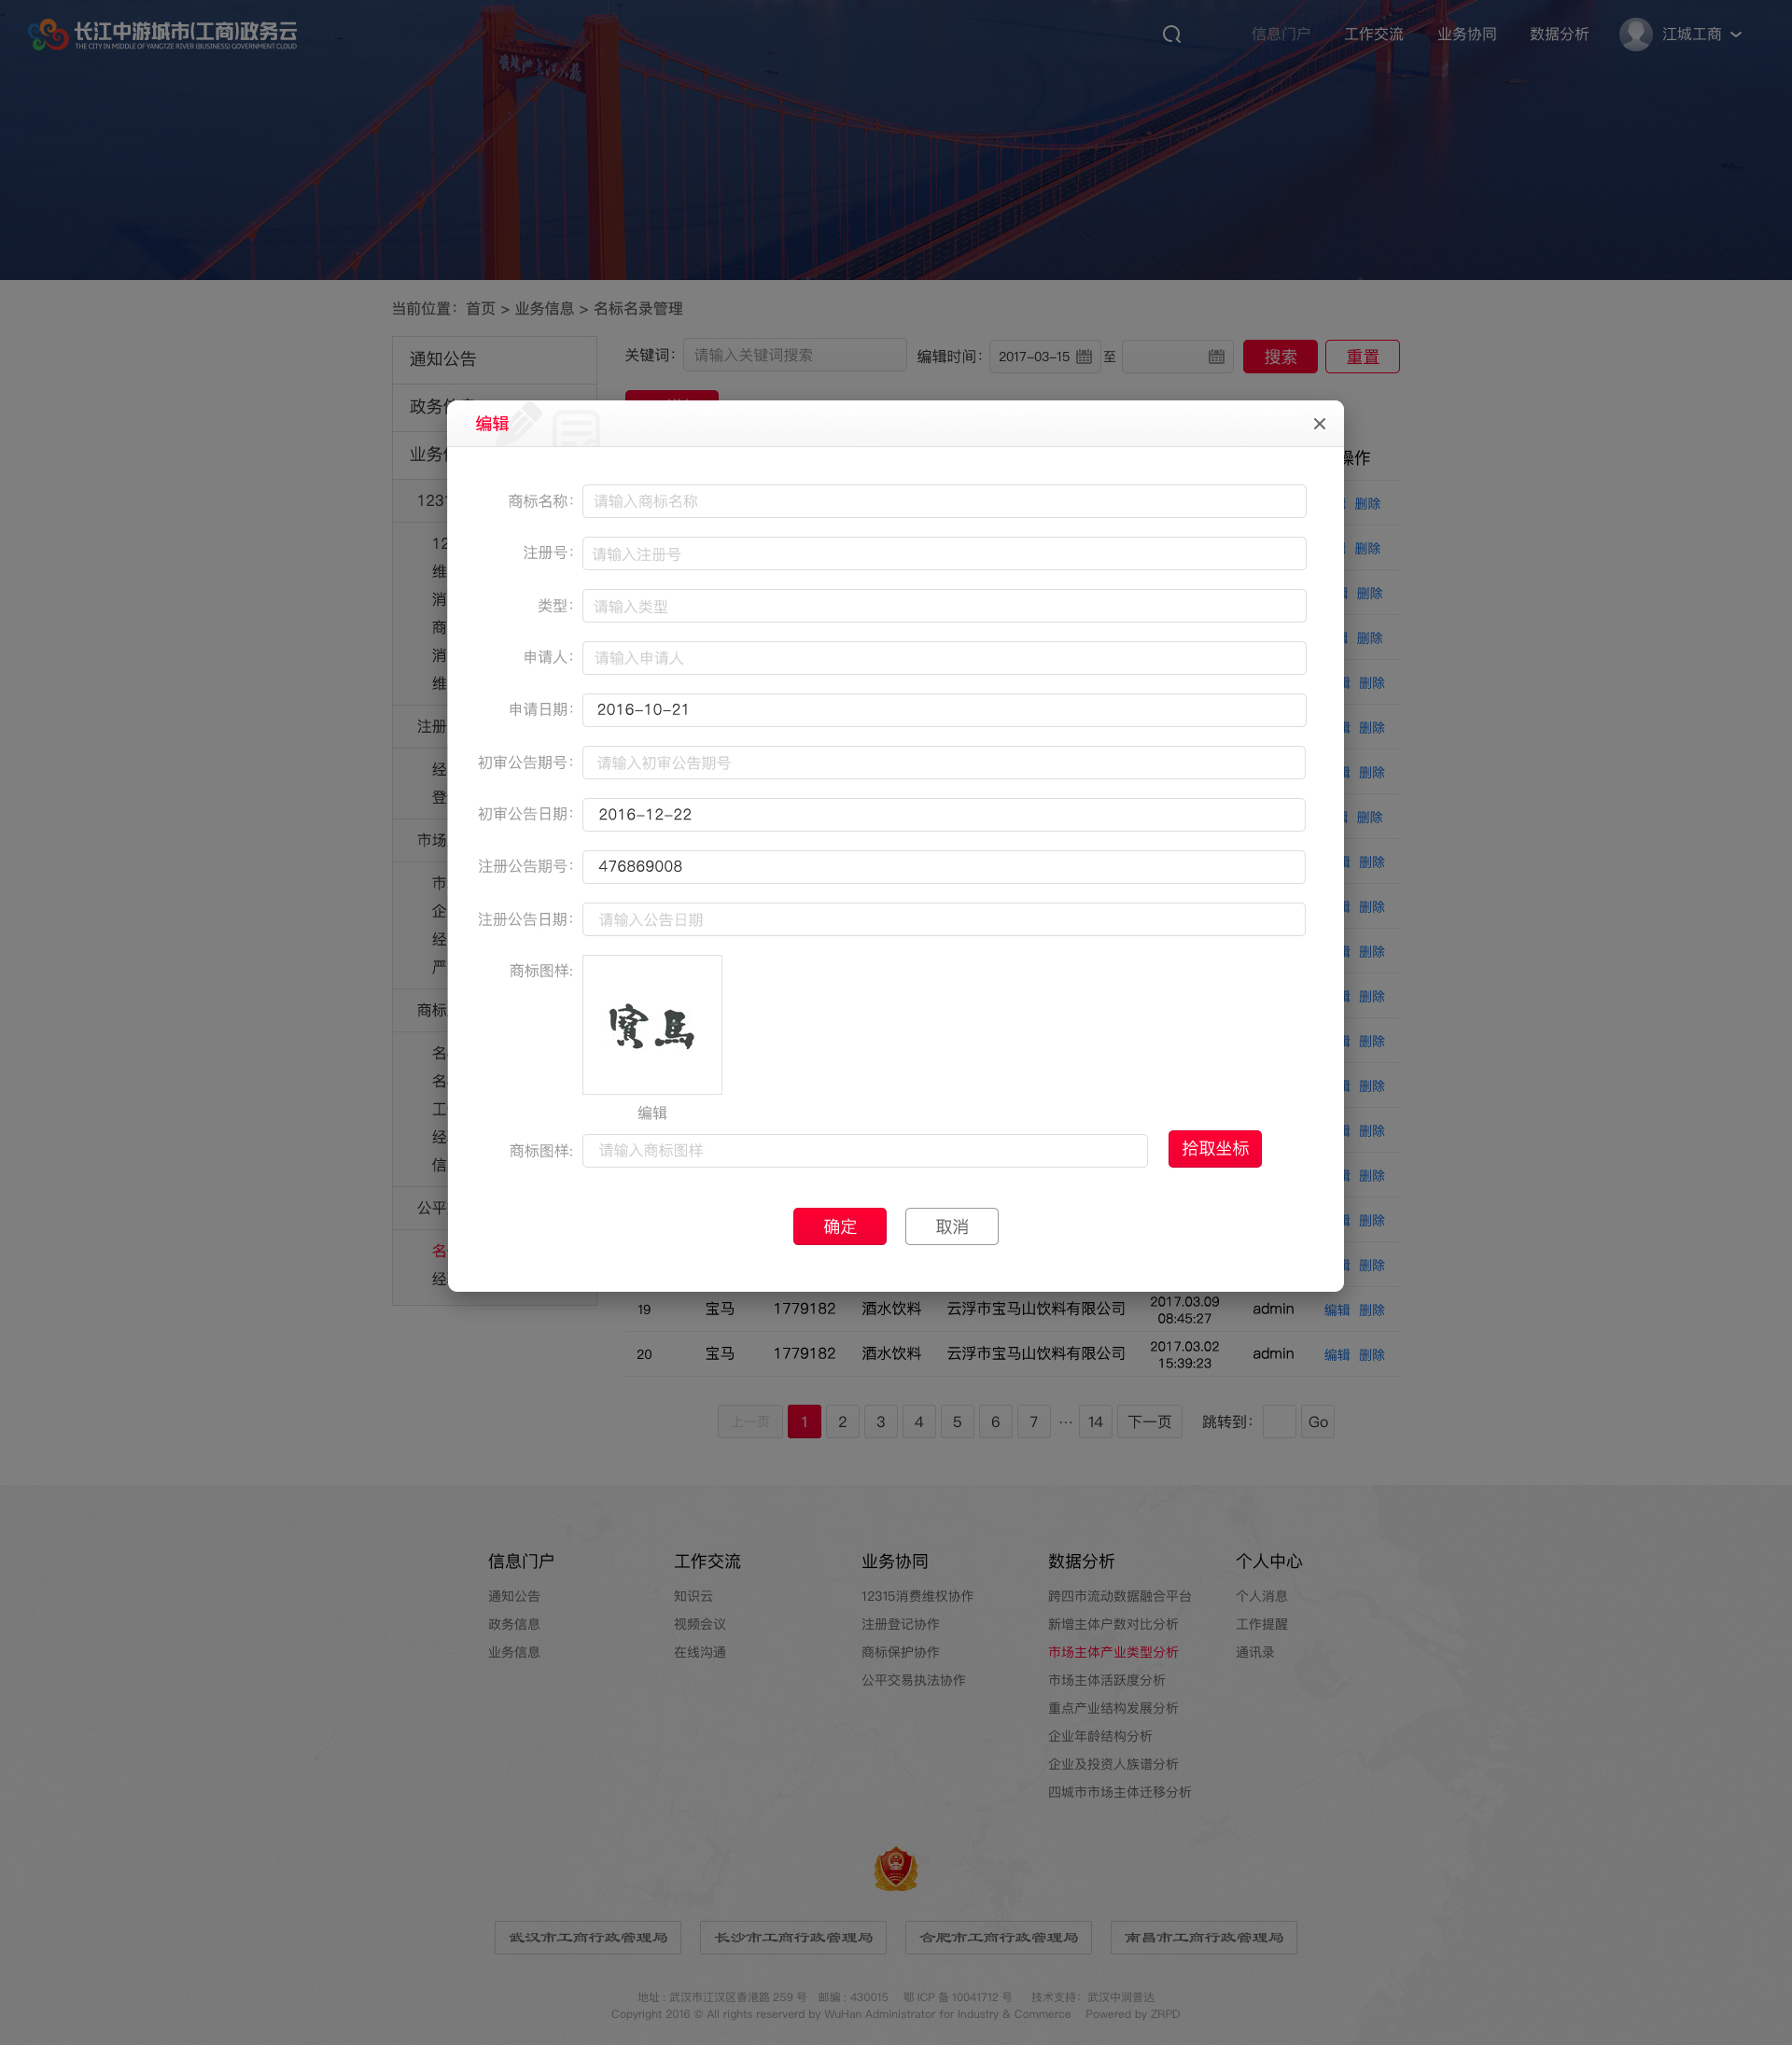 长江中游城市(工商)政务云
THE CITY IN MIDDLE OF YANGTZE RIVER (BUSINESS) GOVERNMENT CLOUD
信息门户 工作交流 业务协同 数据分析 江城工商
当前位置：首页 > 业务信息 > 名标名录管理
通知公告
关键词： 请输入关键词搜索 编辑时间： 2017-03-15 至 搜索 重置
政务
编辑
业务
操作
1231
删除
商标名称： 请输入商标名称
12
删除
注册号： 请输入注册号
维
删除
消
类型： 请输入类型
商
删除
消
申请人： 请输入申请人
维
删除
申请日期： 2016-10-21
注册
删除
初审公告期号： 请输入初审公告期号
经
删除
登
初审公告日期： 2016-12-22
删除
市场
注册公告期号： 476869008
删除
市
企
注册公告日期： 请输入公告日期
删除
经
删除
严
商标图样:
删除
商标
寶馬
删除
名
名
删除
工
编辑
删除
经
商标图样: 请输入商标图样 拾取坐标
信
删除
公平
确定 取消
删除
名
删除
经
19 宝马 1779182 酒水饮料 云浮市宝马山饮料有限公司 2017.03.09 08:45:27 admin 编辑 删除
20 宝马 1779182 酒水饮料 云浮市宝马山饮料有限公司 2017.03.02 15:39:23 admin 编辑 删除
上一页 1 2 3 4 5 6 7 ··· 14 下一页 跳转到： Go
信息门户 工作交流 业务协同 数据分析 个人中心
通知公告 知识云 12315消费维权协作 跨四市流动数据融合平台 个人消息
政务信息 视频会议 注册登记协作 新增主体户数对比分析 工作提醒
业务信息 在线沟通 商标保护协作 市场主体产业类型分析 通讯录
公平交易执法协作 市场主体活跃度分析
重点产业结构发展分析
企业年龄结构分析
企业及投资人族谱分析
四城市市场主体迁移分析
武汉市工商行政管理局 长沙市工商行政管理局 合肥市工商行政管理局 南昌市工商行政管理局
地址 : 武汉市江汉区香港路 259 号 邮编 : 430015 鄂 ICP 备 10041712 号 技术支持：武汉中润普达
Copyright 2016 © All rights reserverd by WuHan Administrator for Industry & Commerce Powered by ZRPD